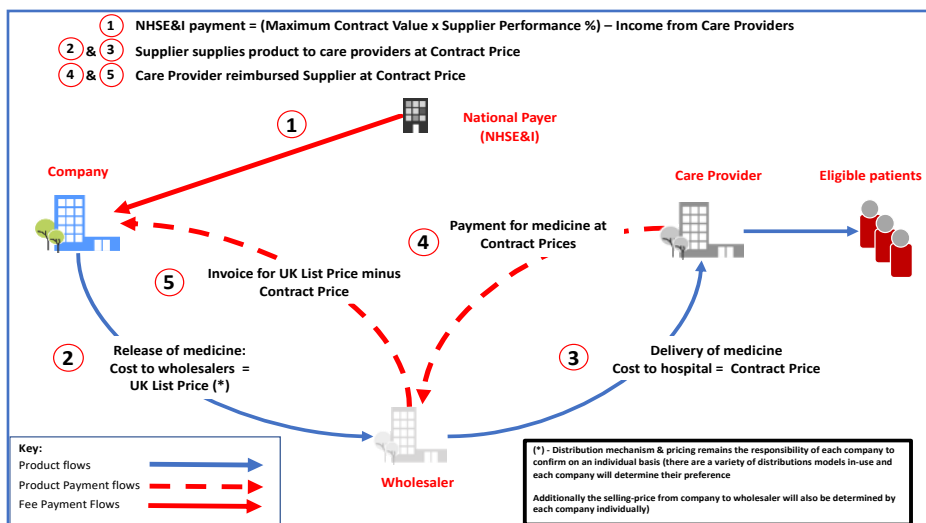 1 NHSE&I payment = (Maximum Contract Value x Supplier Performance %) – Income from Care Providers
2 & 3 Supplier supplies product to care providers at Contract Price
4 & 5 Care Provider reimbursed Supplier at Contract Price
1
National Payer
(NHSE&I)
Company
Care Provider
Eligible patients
4
Payment for medicine at
Contract Prices
5
Invoice for UK List Price minus
Contract Price
2
Release of medicine:
Cost to wholesalers =
UK List Price (*)
3
Delivery of medicine
Cost to hospital = Contract Price
Wholesaler
Key:
Product flows
Product Payment flows
Fee Payment Flows
(*) - Distribution mechanism & pricing remains the responsibility of each company to
confirm on an individual basis (there are a variety of distributions models in-use and
each company will determine their preference
Additionally the selling-price from company to wholesaler will also be determined by
each company individually)